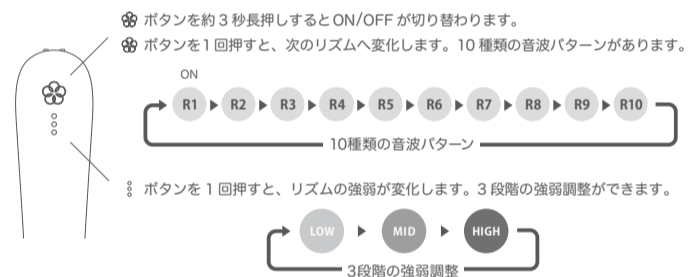 ボタンを約3秒長押しするとON/OFFが切り替わります。
ボタンを1回押すと、次のリズムへ変化します。10種類の音波パターンがあります。
ON
R1 R2 R3 R4 R5 R6 R7 R8 R9 R10
10種類の音波パターン
ボタンを1回押すと、リズムの強弱が変化します。3段階の強弱調整ができます。
LOW MID HIGH
3段階の強弱調整